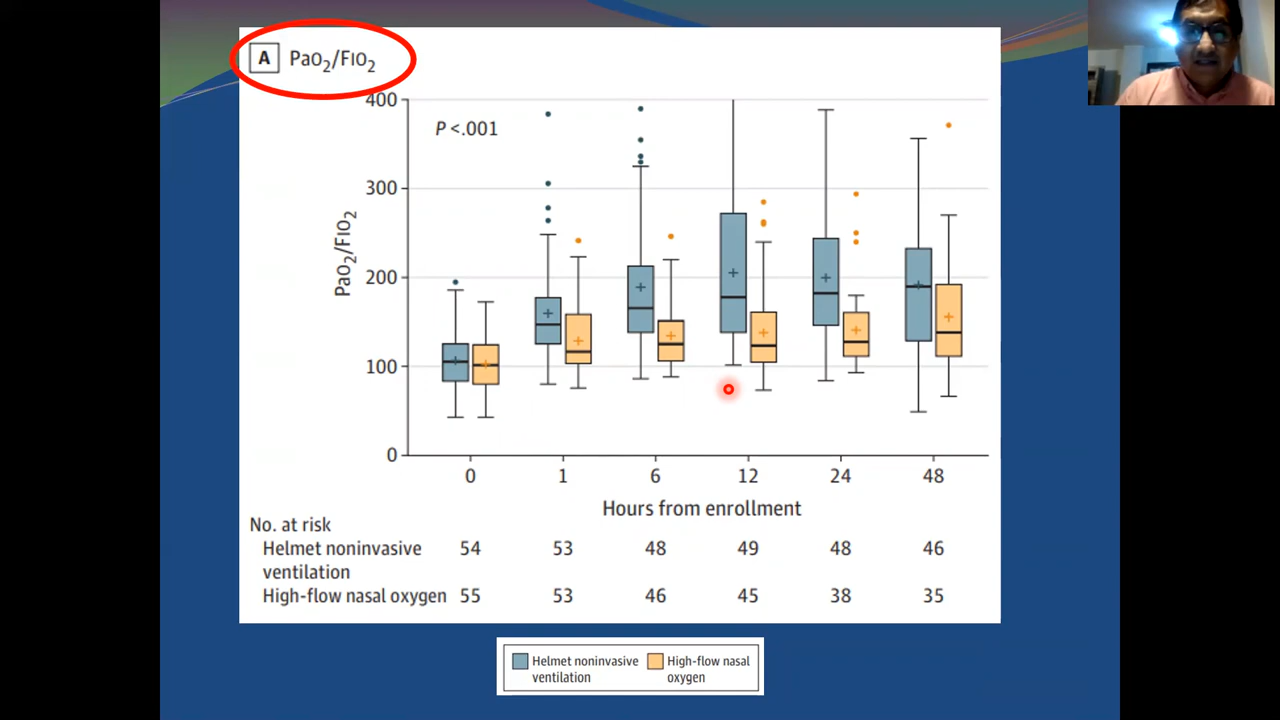 A PaO₂/FIO₂
400
P <.001
300
PaO₂/FIO₂
200
100
0
0 1 6 12 24 48
Hours from enrollment
No. at risk
Helmet noninvasive 54 53 48 49 48 46
ventilation
High-flow nasal oxygen 55 53 46 45 38 35
Helmet noninvasive
ventilation
High-flow nasal
oxygen